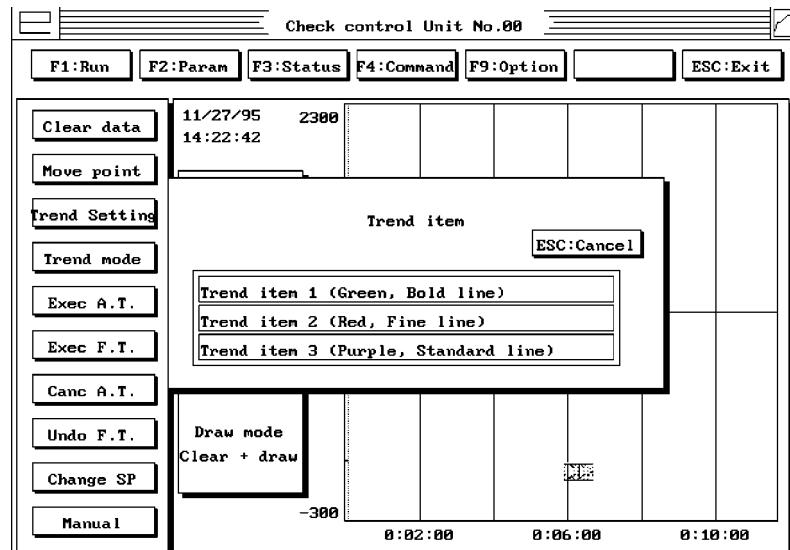 Check control Unit No.00
F1:Run F2:Param F3:Status F4:Command F9:Option ESC:Exit
Clear data
Move point
Trend Setting
Trend mode
Exec A.T.
Exec F.T.
Canc A.T.
Undo F.T.
Change SP
Manual
11/27/95 2300
14:22:42
Trend item
ESC:Cancel
Trend item 1 (Green, Bold line)
Trend item 2 (Red, Fine line)
Trend item 3 (Purple, Standard line)
Draw mode
Clear + draw
-300
0:02:00 0:06:00 0:10:00